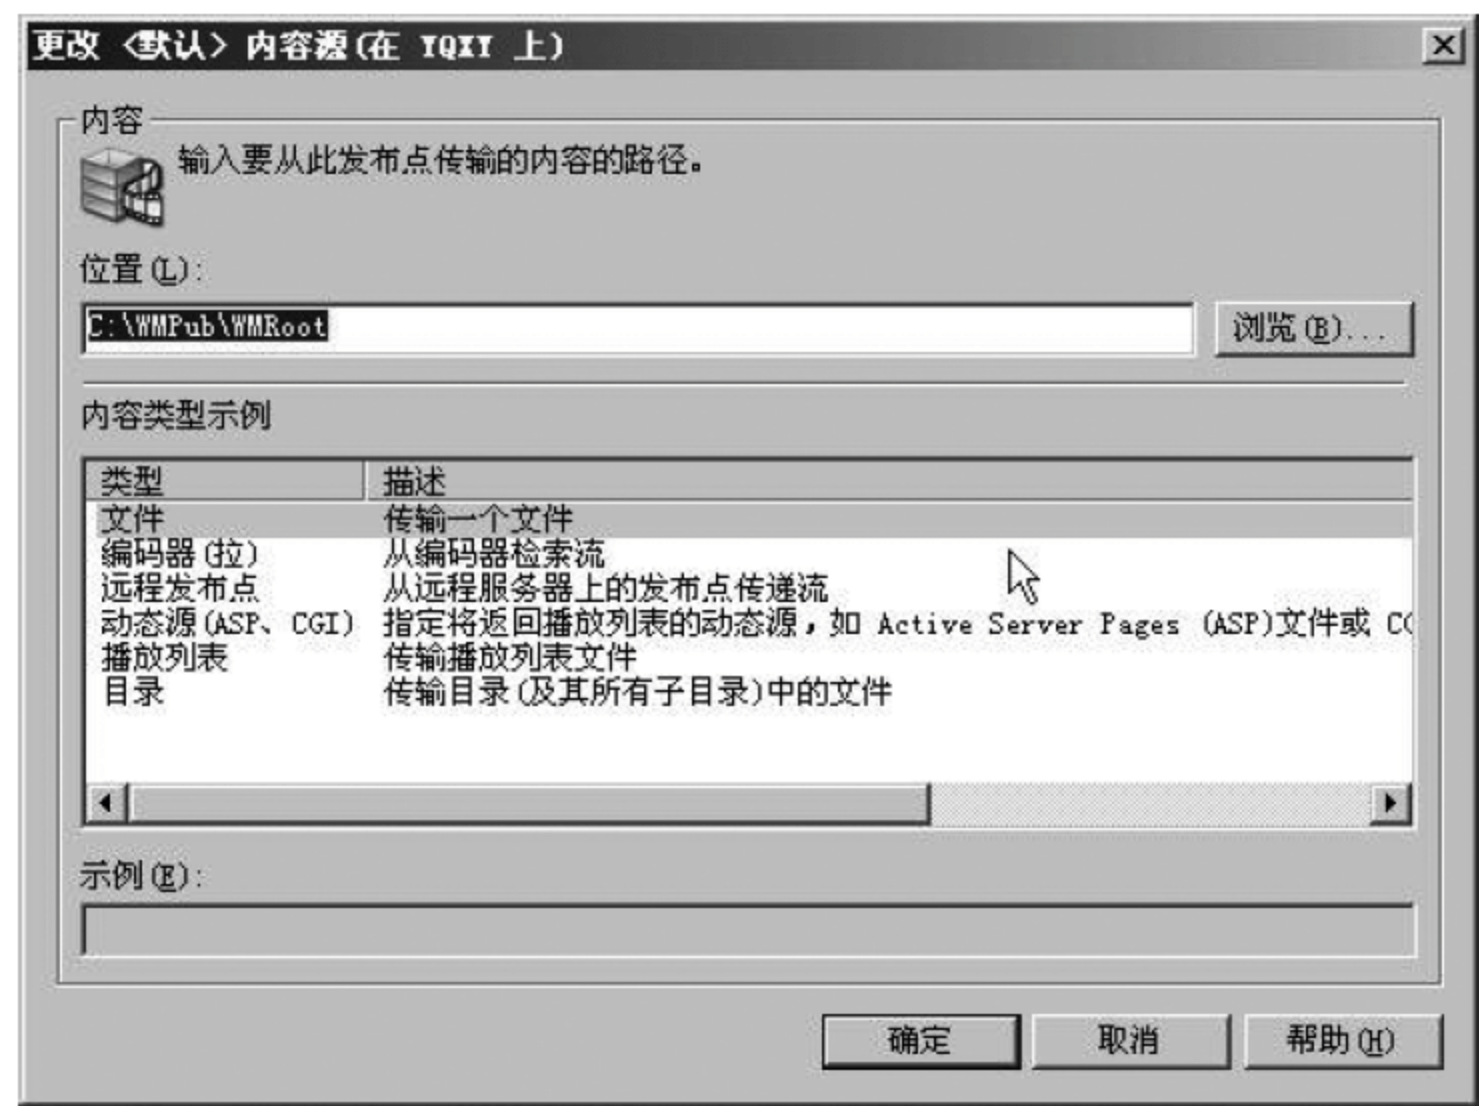 更改 <默认> 内容源(在 YQXY 上)
内容
输入要从此发布点传输的内容的路径。
位置(L):
C:\WMPub\WMRoot
浏览(B)...
内容类型示例
类型 描述
文件 传输一个文件
编码器(拉) 从编码器检索流
远程发布点 从远程服务器上的发布点传递流
动态源(ASP、CGI) 指定将返回播放列表的动态源，如 Active Server Pages (ASP)文件或
播放列表 传输播放列表文件
目录 传输目录(及其所有子目录)中的文件
示例(E):
确定 取消 帮助(H)